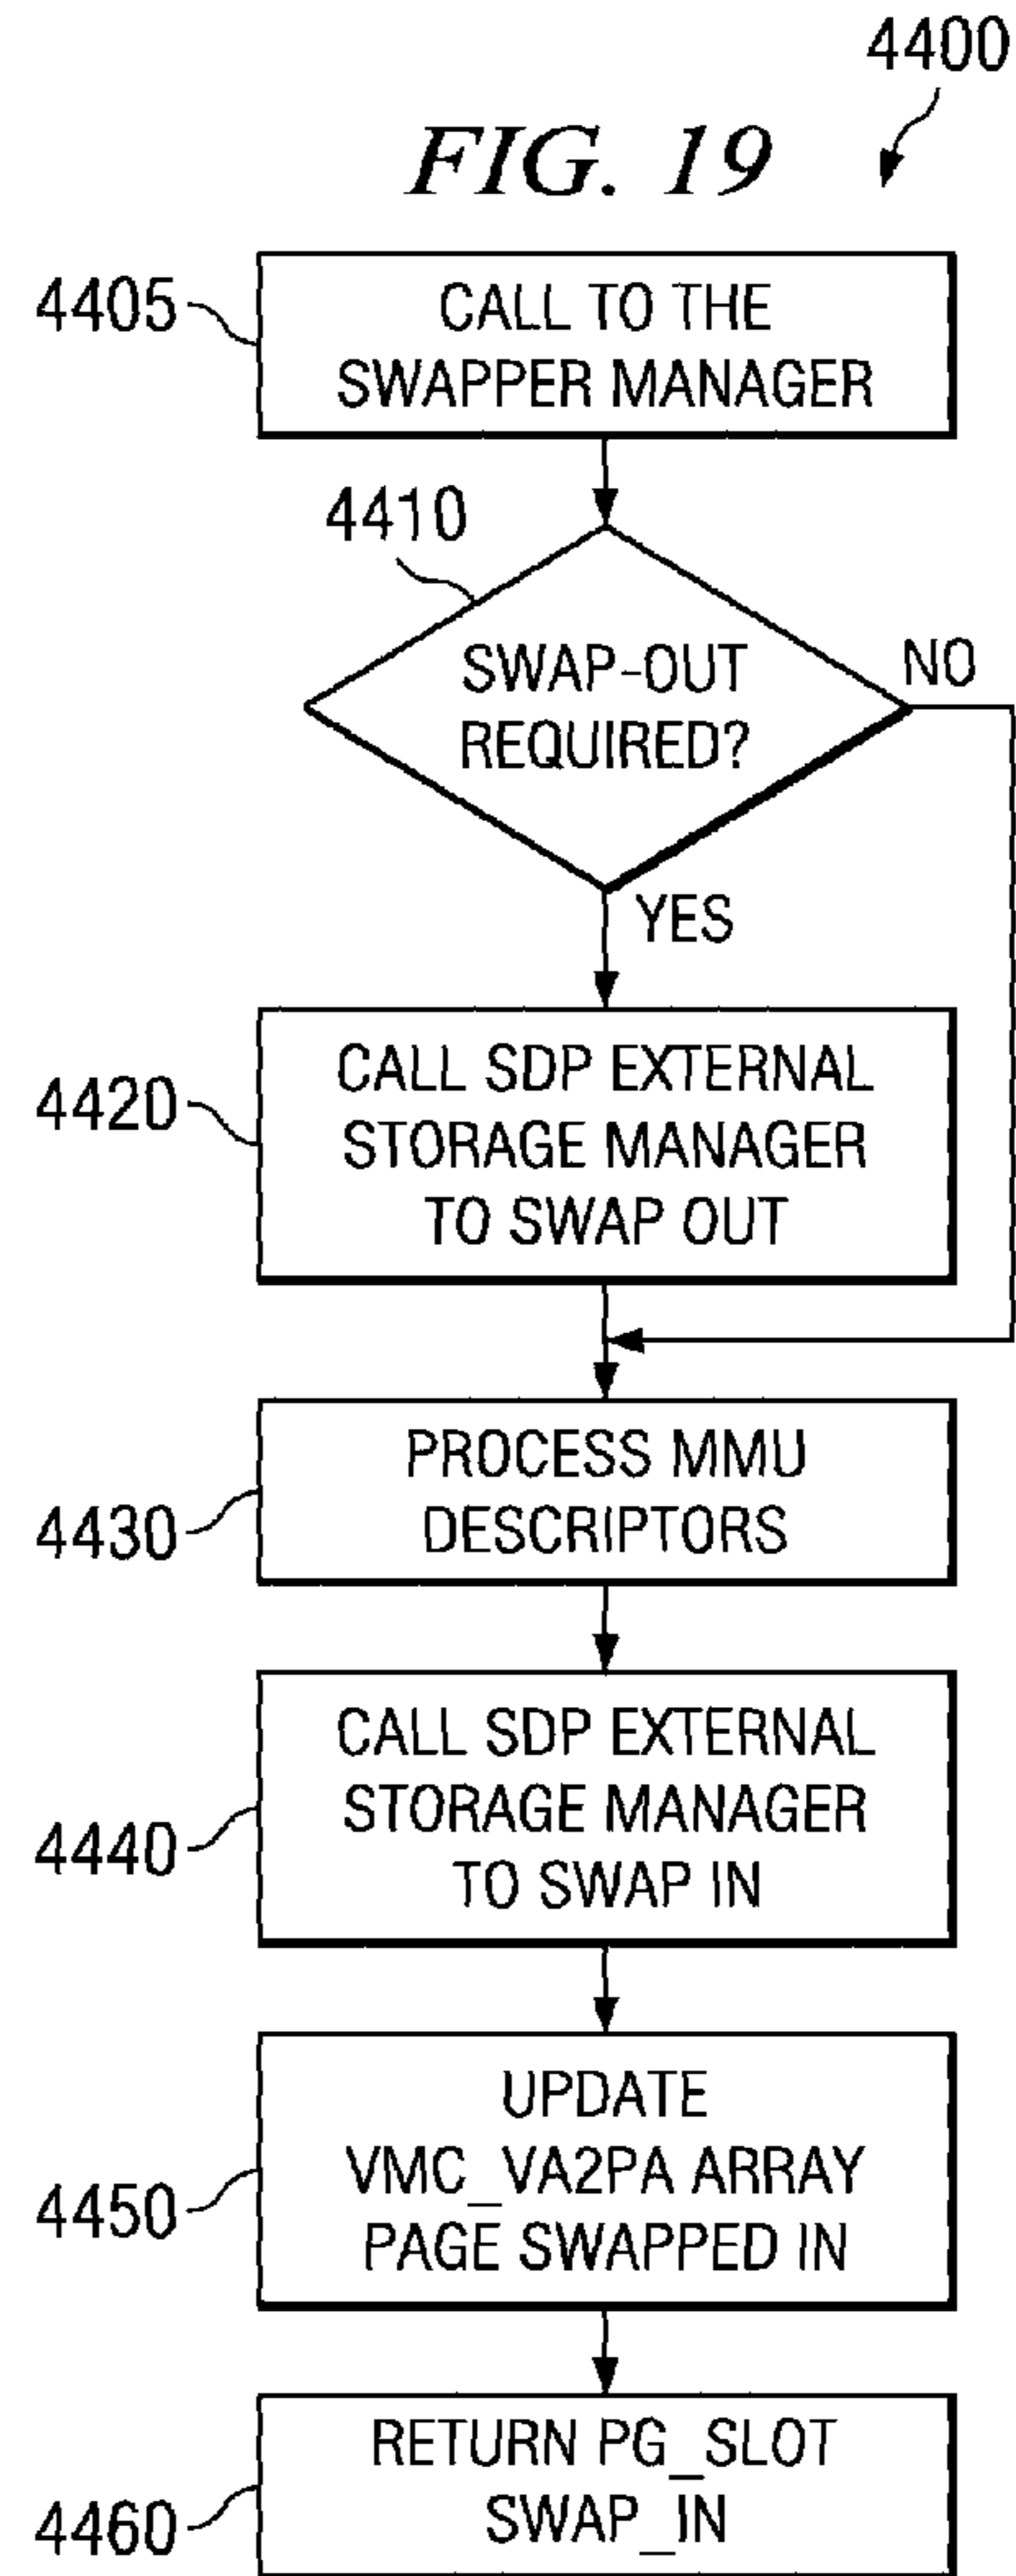 4400
FIG. 19
4405
CALL TO THE
SWAPPER MANAGER
4410
SWAP-OUT
REQUIRED?
NO
YES
4420
CALL SDP EXTERNAL
STORAGE MANAGER
TO SWAP OUT
4430
PROCESS MMU
DESCRIPTORS
4440
CALL SDP EXTERNAL
STORAGE MANAGER
TO SWAP IN
4450
UPDATE
VMC_VA2PA ARRAY
PAGE SWAPPED IN
4460
RETURN PG_SLOT
SWAP_IN